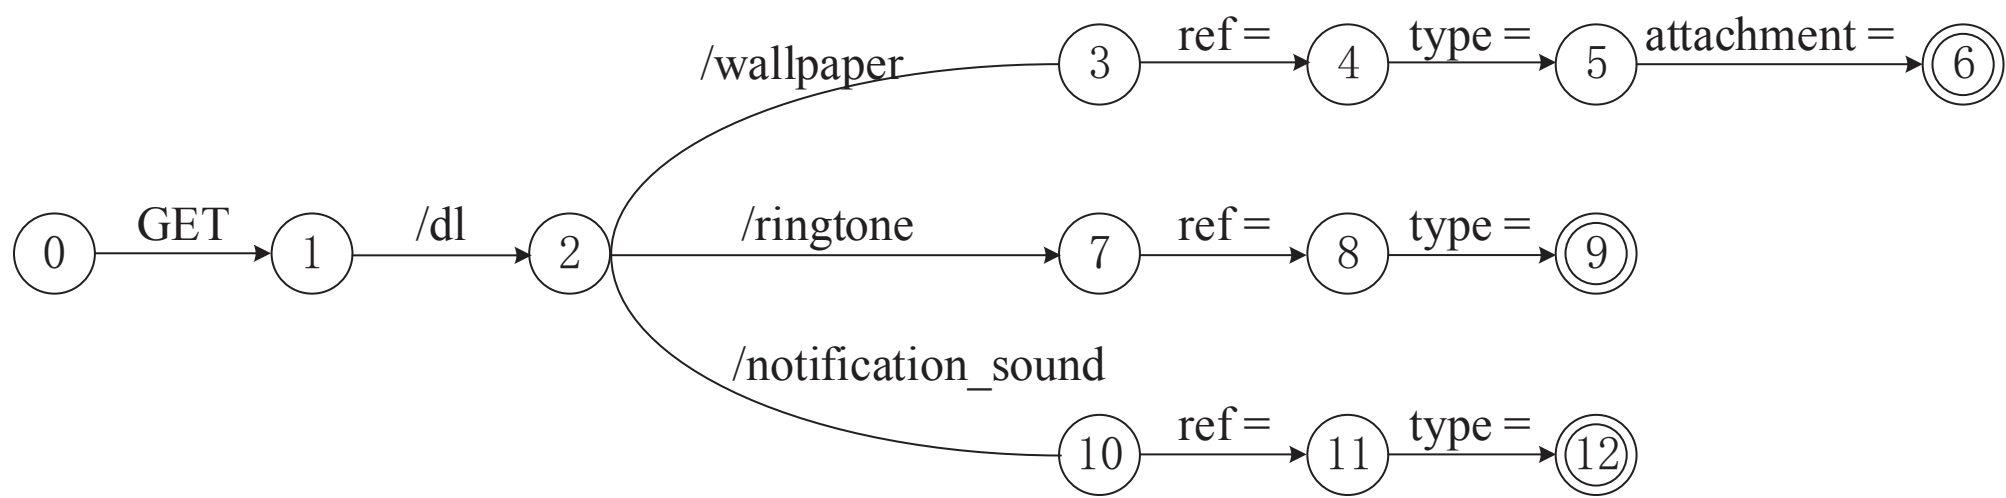 /wallpaper 3 ref = 4 type = 5 attachment = 6
0 GET 1 /dl 2 /ringtone 7 ref = 8 type = 9
/notification_sound
10 ref = 11 type = 12